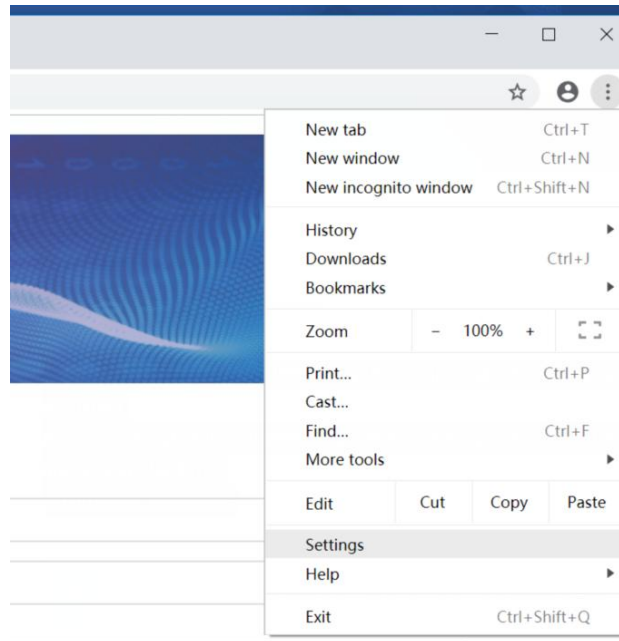 New tab Ctrl+T
New window Ctrl+N
New incognito window Ctrl+Shift+N
History
Downloads Ctrl+J
Bookmarks
Zoom - 100% +
Print... Ctrl+P
Cast...
Find... Ctrl+F
More tools
Edit Cut Copy Paste
Settings
Help
Exit Ctrl+Shift+Q